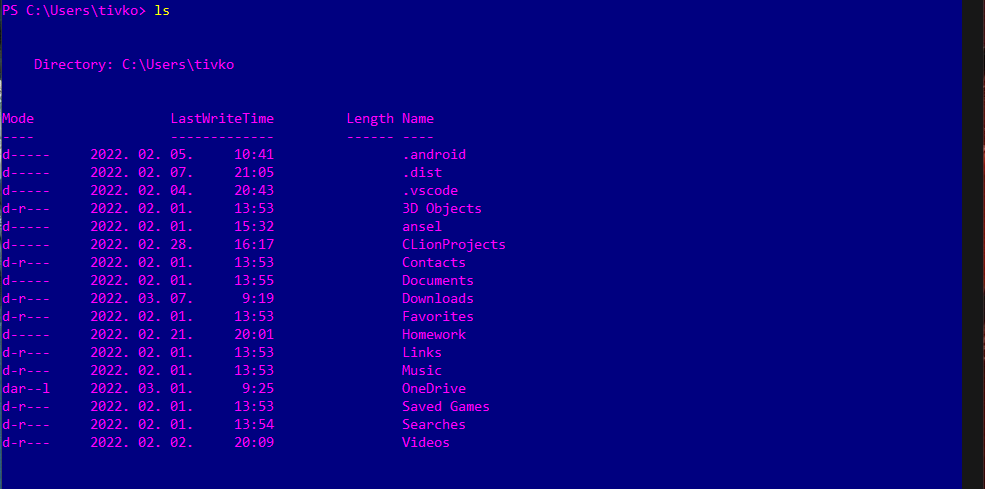 PS C:\Users\tivko> ls
Directory: C:\Users\tivko
Mode                 LastWriteTime         Length Name
----                 -------------         ------ ----
d-----     2022. 02. 05.     10:41                .android
d-----     2022. 02. 07.     21:05                .dist
d-----     2022. 02. 04.     20:43                .vscode
d-r---     2022. 02. 01.     13:53                3D Objects
d-----     2022. 02. 01.     15:32                ansel
d-----     2022. 02. 28.     16:17                CLionProjects
d-r---     2022. 02. 01.     13:53                Contacts
d-----     2022. 02. 01.     13:55                Documents
d-r---     2022. 03. 07.      9:19                Downloads
d-r---     2022. 02. 01.     13:53                Favorites
d-----     2022. 02. 21.     20:01                Homework
d-r---     2022. 02. 01.     13:53                Links
d-r---     2022. 02. 01.     13:53                Music
dar--l     2022. 03. 01.      9:25                OneDrive
d-r---     2022. 02. 01.     13:53                Saved Games
d-r---     2022. 02. 01.     13:54                Searches
d-r---     2022. 02. 02.     20:09                Videos